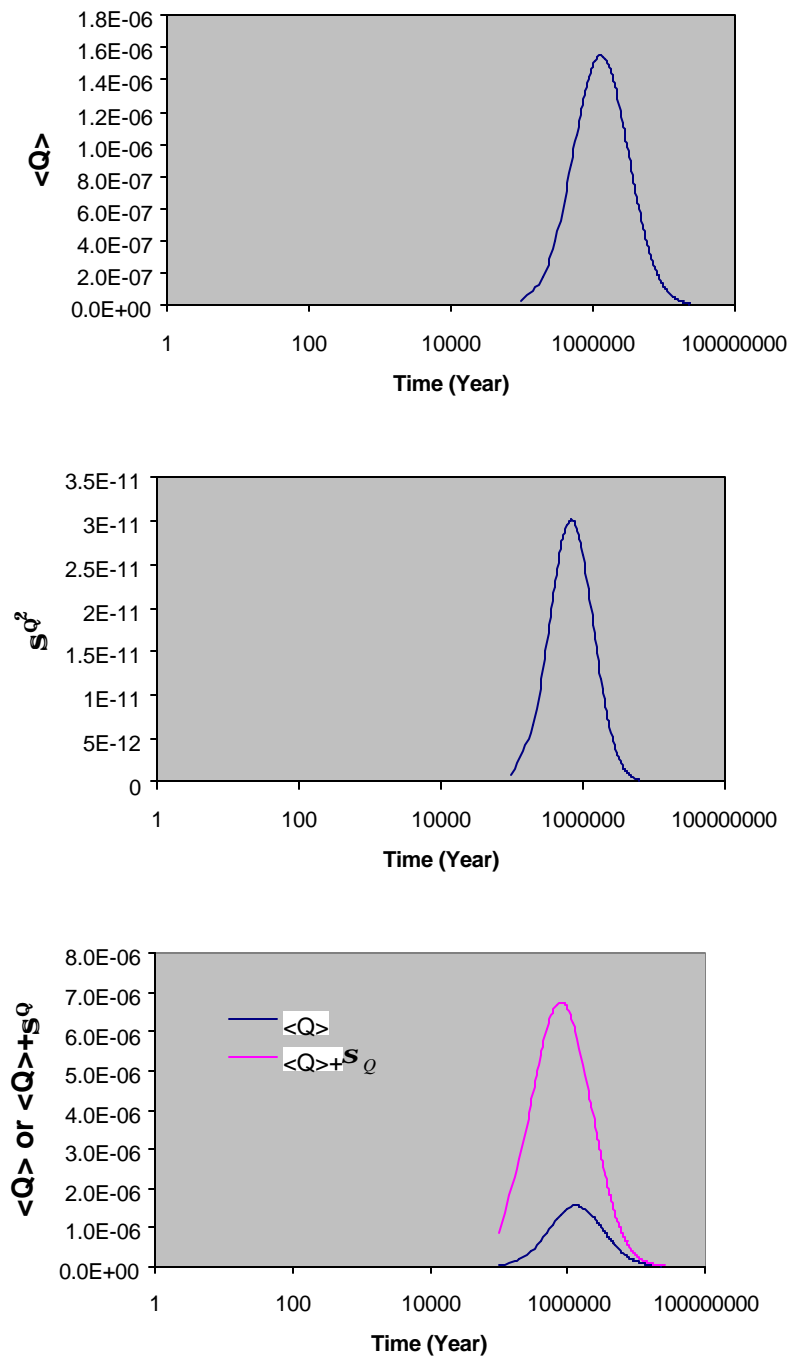 <Q>
1.8E-06
1.6E-06
1.4E-06
1.2E-06
1.0E-06
8.0E-07
6.0E-07
4.0E-07
2.0E-07
0.0E+00
1 100 10000 1000000 100000000
Time (Year)
s Q 2
3.5E-11
3E-11
2.5E-11
2E-11
1.5E-11
1E-11
5E-12
0
1 100 10000 1000000 100000000
Time (Year)
<Q> or <Q>+s Q
8.0E-06
7.0E-06
6.0E-06
5.0E-06
4.0E-06
3.0E-06
2.0E-06
1.0E-06
0.0E+00
<Q>
<Q>+s Q
1 100 10000 1000000 100000000
Time (Year)